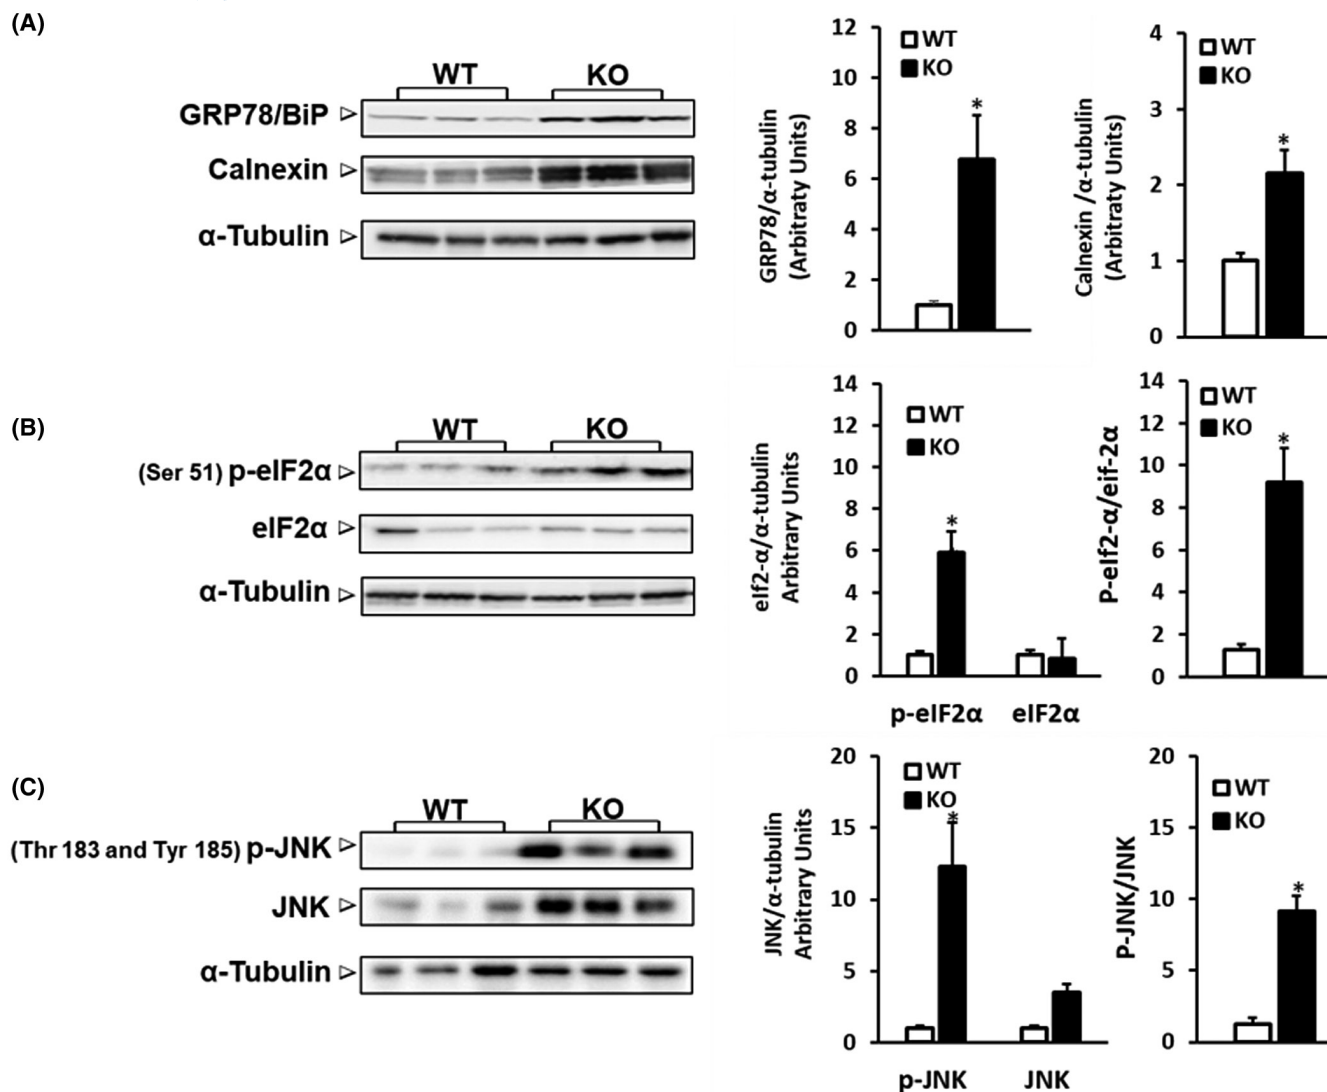 (A)
WT KO
GRP78/BiP
Calnexin
α-Tubulin
GRP78/α-tubulin
(Arbitraty Units)
12
10
8
6
4
2
0
WT
KO
*
Calnexin /α-tubulin
(Arbitraty Units)
4
3
2
1
0
WT
KO
*
(B)
WT KO
(Ser 51) p-eIF2α
eIF2α
α-Tubulin
eIf2-α/α-tubulin
Arbitrary Units
14
12
10
8
6
4
2
0
WT
KO
*
p-eIF2α eIF2α
P-eIf2-α/eif-2α
14
12
10
8
6
4
2
0
WT
KO
*
(C)
WT KO
(Thr 183 and Tyr 185) p-JNK
JNK
α-Tubulin
JNK/α-tubulin
Arbitrary Units
20
15
10
5
0
WT
KO
*
p-JNK JNK
P-JNK/JNK
20
15
10
5
0
WT
KO
*